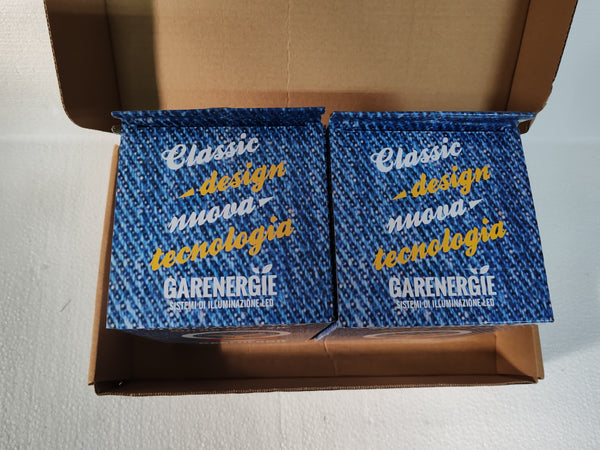 Classic
design
nuova
tecnologia
GARENERGIE
SISTEMI DI ILLUMINAZIONE LED
Classic
design
nuova
tecnologia
GARENERGIE
SISTEMI DI ILLUMINAZIONE LED